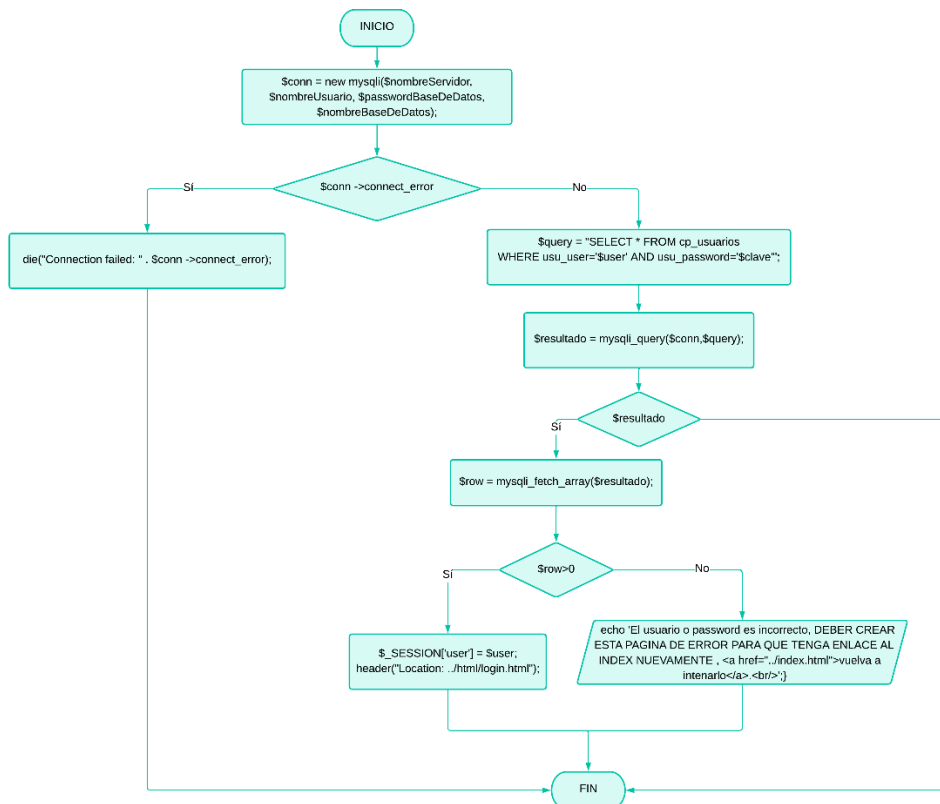 INICIO
$conn = new mysqli($nombreServidor,
$nombreUsuario, $passwordBaseDeDatos,
$nombreBaseDeDatos);
$conn ->connect_error
Sí
No
die("Connection failed: " . $conn ->connect_error);
$query = "SELECT * FROM cp_usuarios
WHERE usu_user='$user' AND usu_password='$clave'";
$resultado = mysqli_query($conn,$query);
$resultado
Sí
$row = mysqli_fetch_array($resultado);
$row>0
Sí
No
$_SESSION['user'] = $user;
header("Location: ../html/login.html");
echo 'El usuario o password es incorrecto, DEBER CREAR
ESTA PAGINA DE ERROR PARA QUE TENGA ENLACE AL
INDEX NUEVAMENTE , <a href="../index.html">vuelva a
intenarlo</a>.<br/>';}
FIN